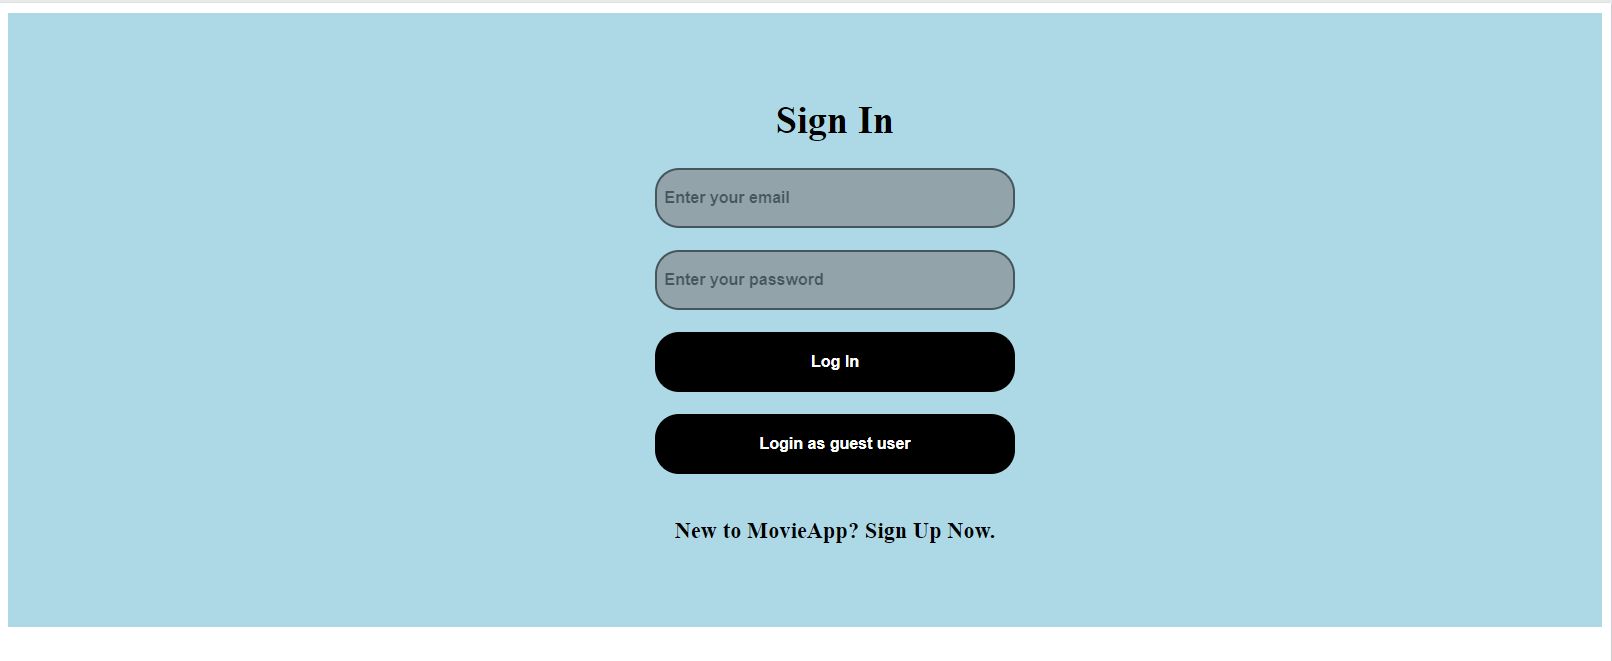 Sign In
Enter your email
Enter your password
Log In
Login as guest user
New to MovieApp? Sign Up Now.